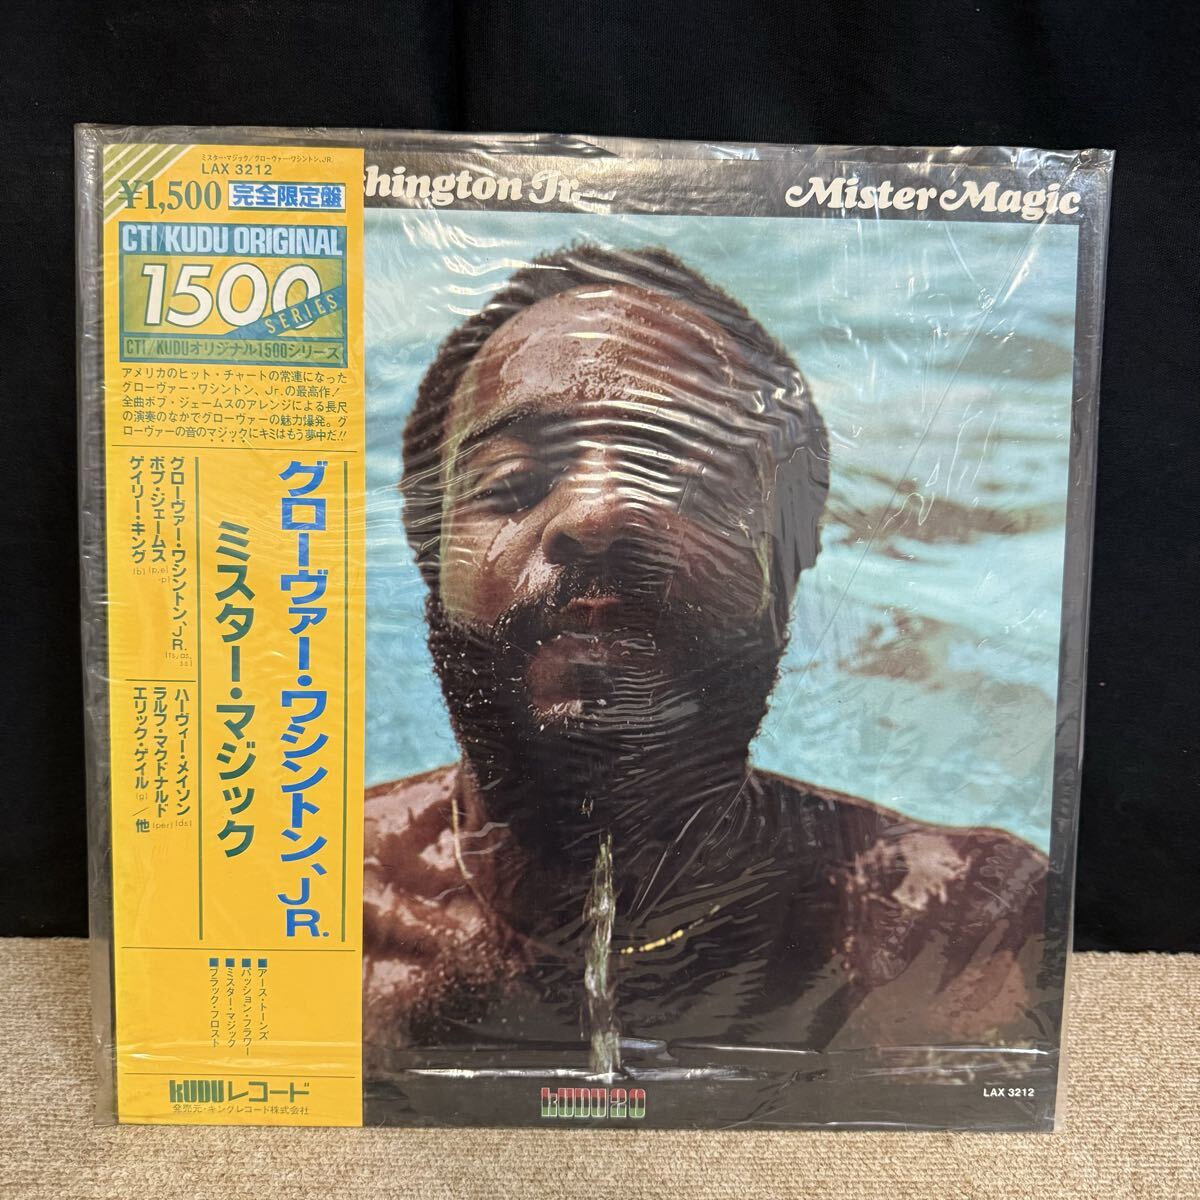 ミスター・マジック/グローヴァー・ワシントン,JR.
LAX 3212
¥1,500 完全限定盤
CTI/KUDU ORIGINAL
1500
SERIES
CTI/KUDUオリジナル1500シリーズ
アメリカのヒット・チャートの常連になった
グローヴァー・ワシントン、Jr.の最高作!
全曲ボブ・ジェームスのアレンジによる長尺
の演奏のなかでグローヴァーの魅力爆発。グ
ローヴァーの音のマジックにキミはもう夢中だ!!
グローヴァー・ワシントン、JR.
ミスター・マジック
グローヴァー・ワシントン、JR. (ts,as,ss)
ボブ・ジェームス (p,e-p)
ゲイリー・キング (b)
ハーヴィー・メイソン (ds)
ラルフ・マクドナルド (per)
エリック・ゲイル (g)／他
■アース・トーンズ
■パッション・フラワー
■ミスター・マジック
■ブラック・フロスト
KUDUレコード
発売元・キングレコード株式会社
shington Jr.
Mister Magic
KUDU 20
LAX 3212